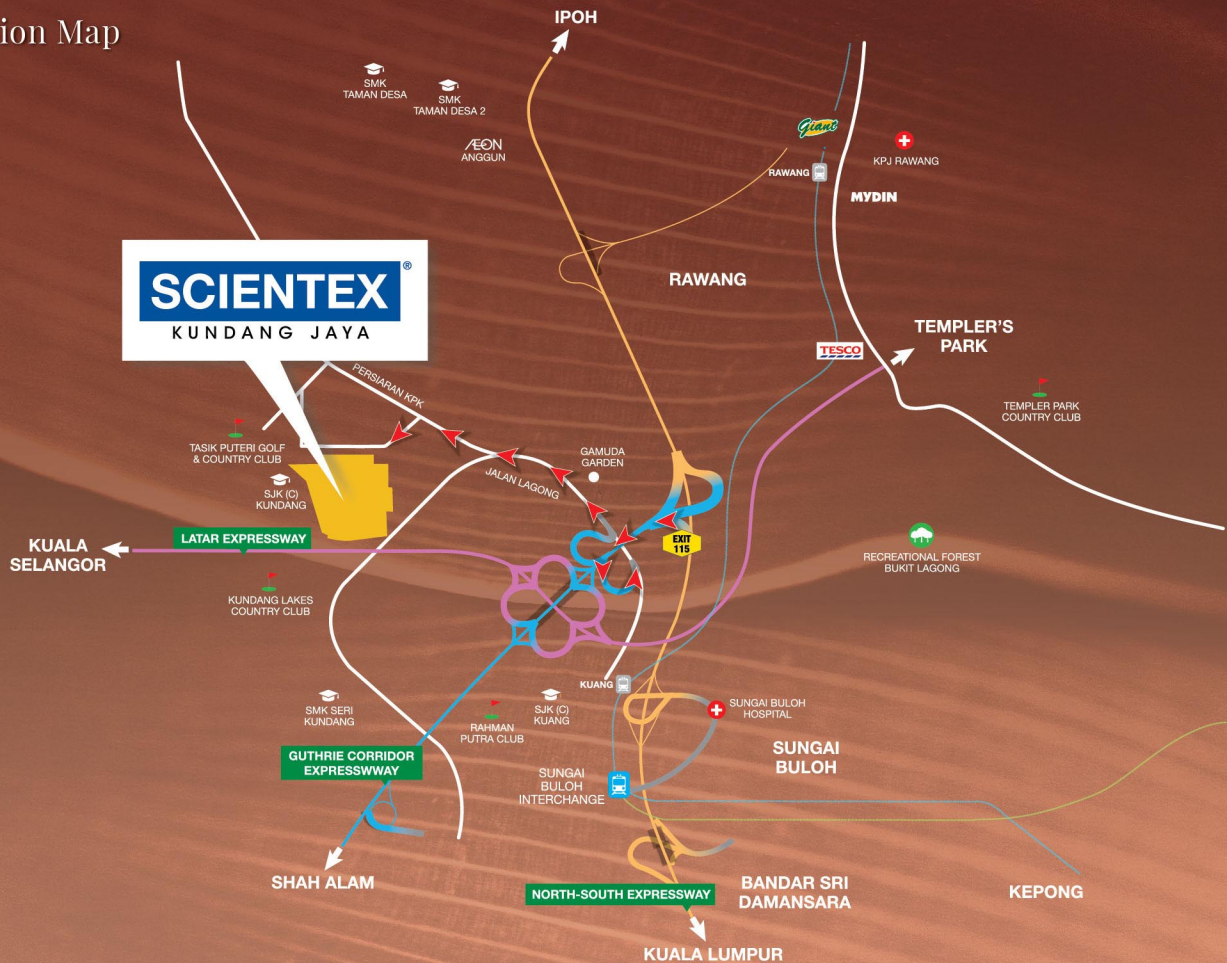 ion Map
IPOH
SMK
TAMAN DESA
SMK
TAMAN DESA 2
ÆON
ANGGUN
Giant
RAWANG
KPJ RAWANG
MYDIN
SCIENTEX®
KUNDANG JAYA
RAWANG
TESCO
TEMPLER'S
PARK
TEMPLER PARK
COUNTRY CLUB
PERSIARAN KPK
TASIK PUTERI GOLF
& COUNTRY CLUB
SJK (C)
KUNDANG
JALAN LAGONG
GAMUDA
GARDEN
EXIT
115
LATAR EXPRESSWAY
KUALA
SELANGOR
RECREATIONAL FOREST
BUKIT LAGONG
KUNDANG LAKES
COUNTRY CLUB
KUANG
SMK SERI
KUNDANG
RAHMAN
PUTRA CLUB
SJK (C)
KUANG
SUNGAI BULOH
HOSPITAL
GUTHRIE CORRIDOR
EXPRESSWWAY
SUNGAI
BULOH
INTERCHANGE
SUNGAI
BULOH
SHAH ALAM
NORTH-SOUTH EXPRESSWAY
BANDAR SRI
DAMANSARA
KEPONG
KUALA LUMPUR